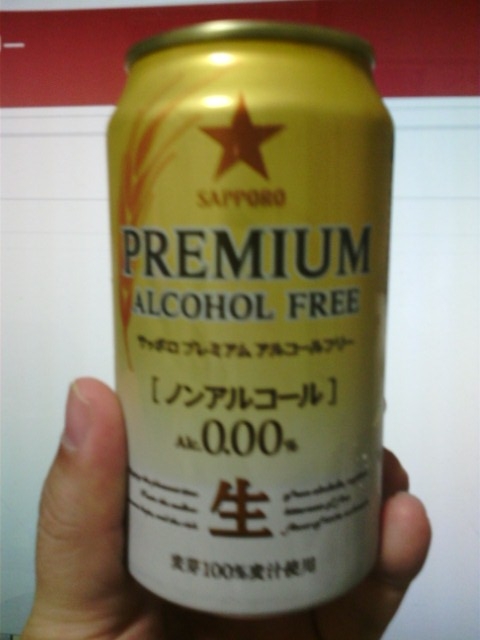 SAPPORO
PREMIUM
ALCOHOL FREE
サッポロ プレミアム アルコールフリー
[ノンアルコール]
Alc.0.00%
生
麦芽100%麦汁使用